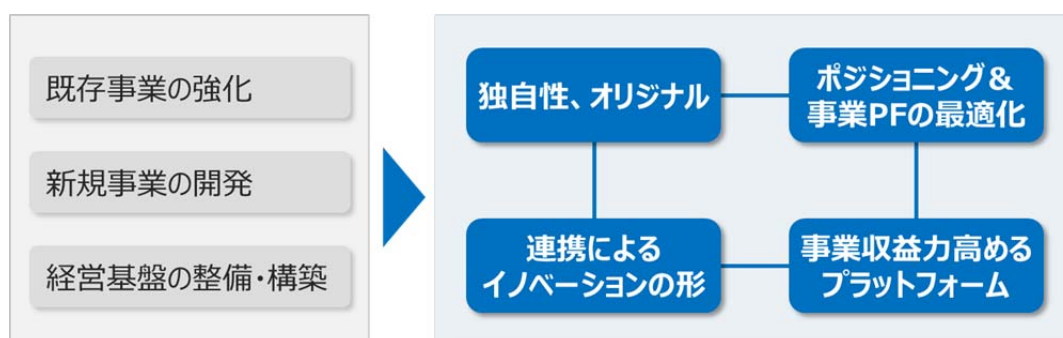 既存事業の強化
新規事業の開発
経営基盤の整備・構築
独自性、オリジナル
ポジショニング＆
事業PFの最適化
連携による
イノベーションの形
事業収益力高める
プラットフォーム